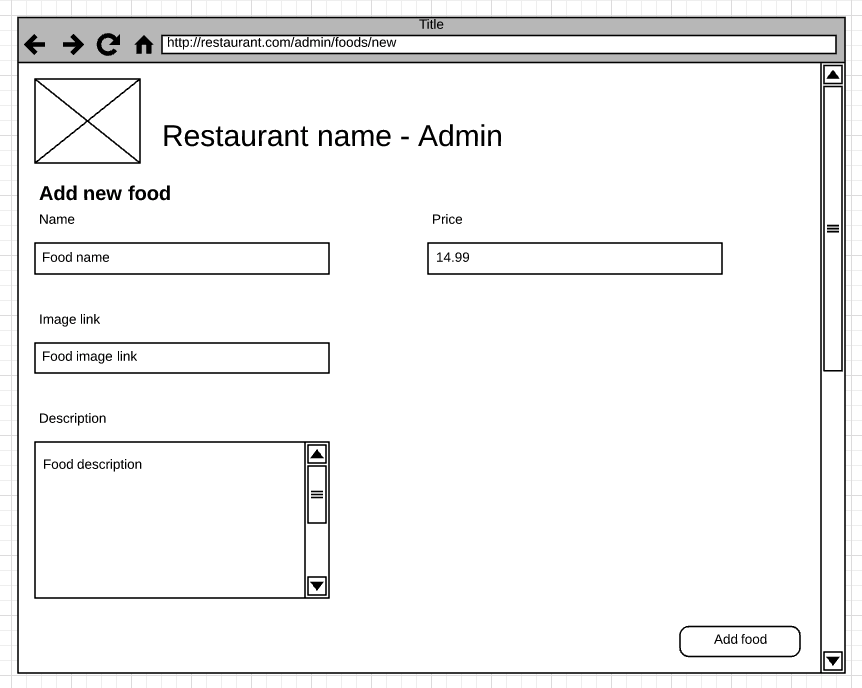 Title
http://restaurant.com/admin/foods/new
Restaurant name - Admin
Add new food
Name
Price
Food name
14.99
Image link
Food image link
Description
Food description
Add food